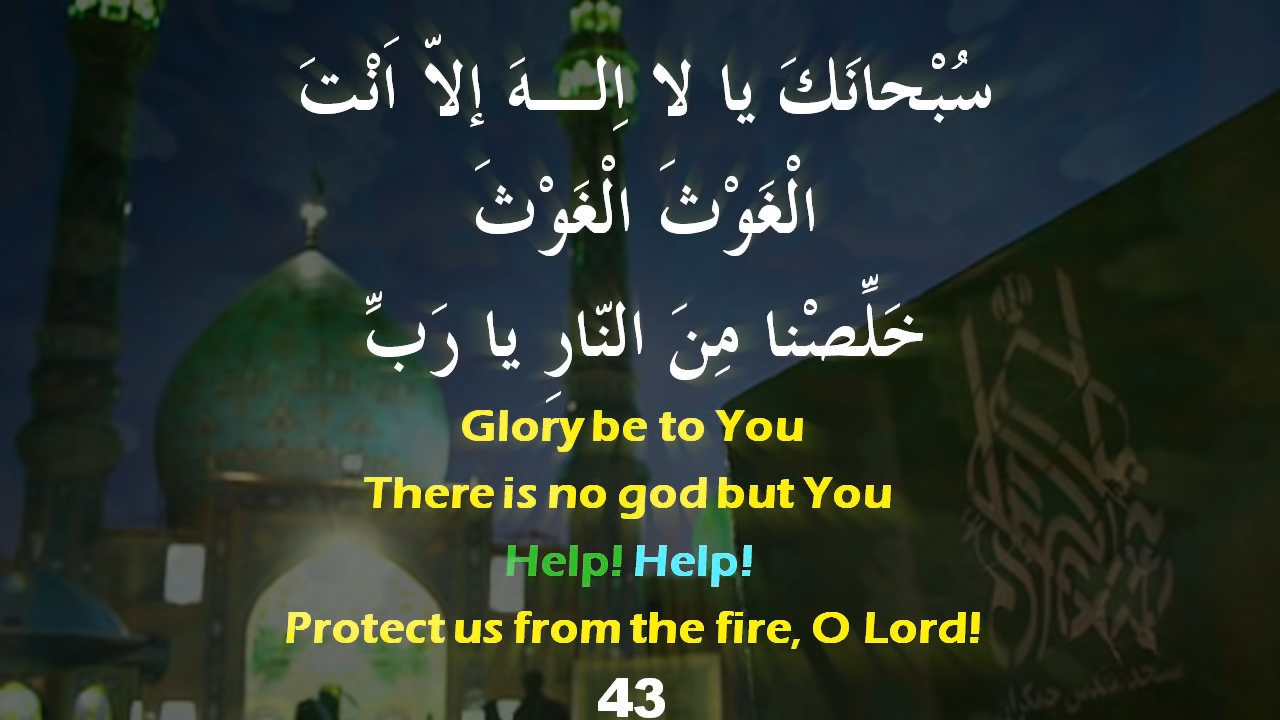 سُبْحانَكَ يا لا اِلـــهَ إلاّ اَنْتَ
الْغَوْثَ الْغَوْثَ
خَلِّصْنا مِنَ النّارِ يا رَبِّ
Glory be to You
There is no god but You
Help! Help!
Protect us from the fire, O Lord!
43